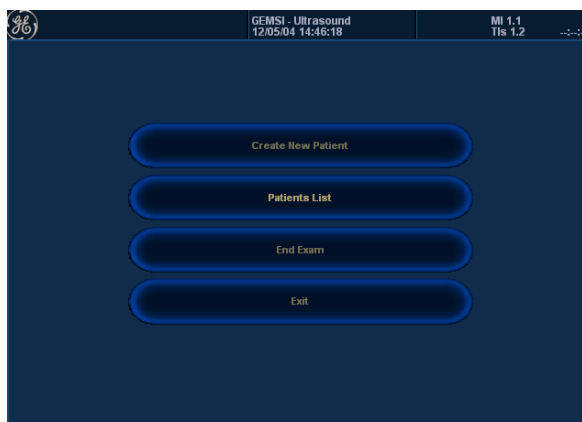 GE
GEMSI - Ultrasound
12/05/04 14:46:18
MI 1.1
TIs 1.2
--:--:
Create New Patient
Patients List
End Exam
Exit